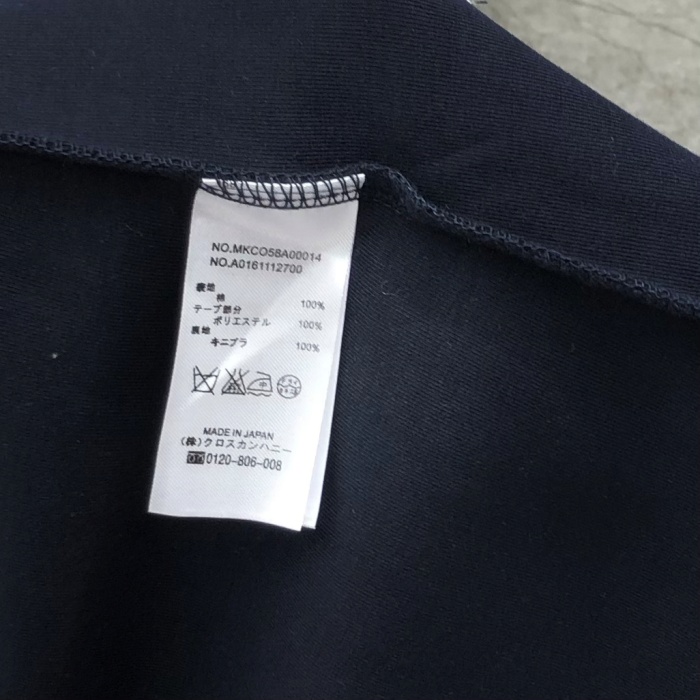 NO.MKCO58A00014
NO.A0161112700
表地
綿 100%
テープ部分
ポリエステル 100%
裏地
キュプラ 100%
MADE IN JAPAN
(株)クロスカンパニー
0120-806-008